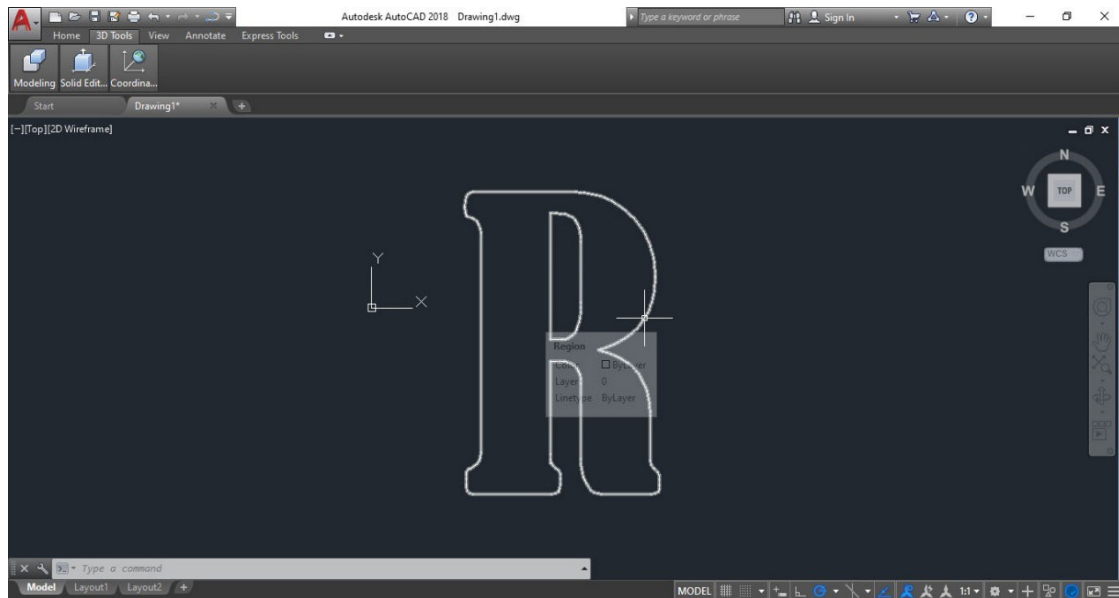 Autodesk AutoCAD 2018 Drawing1.dwg
Type a keyword or phrase
Sign In
Home 3D Tools View Annotate Express Tools
Modeling Solid Edit... Coordina...
Start Drawing1*
[−][Top][2D Wireframe]
N
W TOP E
S
WCS
Y
X
R
Region
Color ByLayer
Layer 0
Linetype ByLayer
Type a command
Model Layout1 Layout2 +
MODEL 1:1